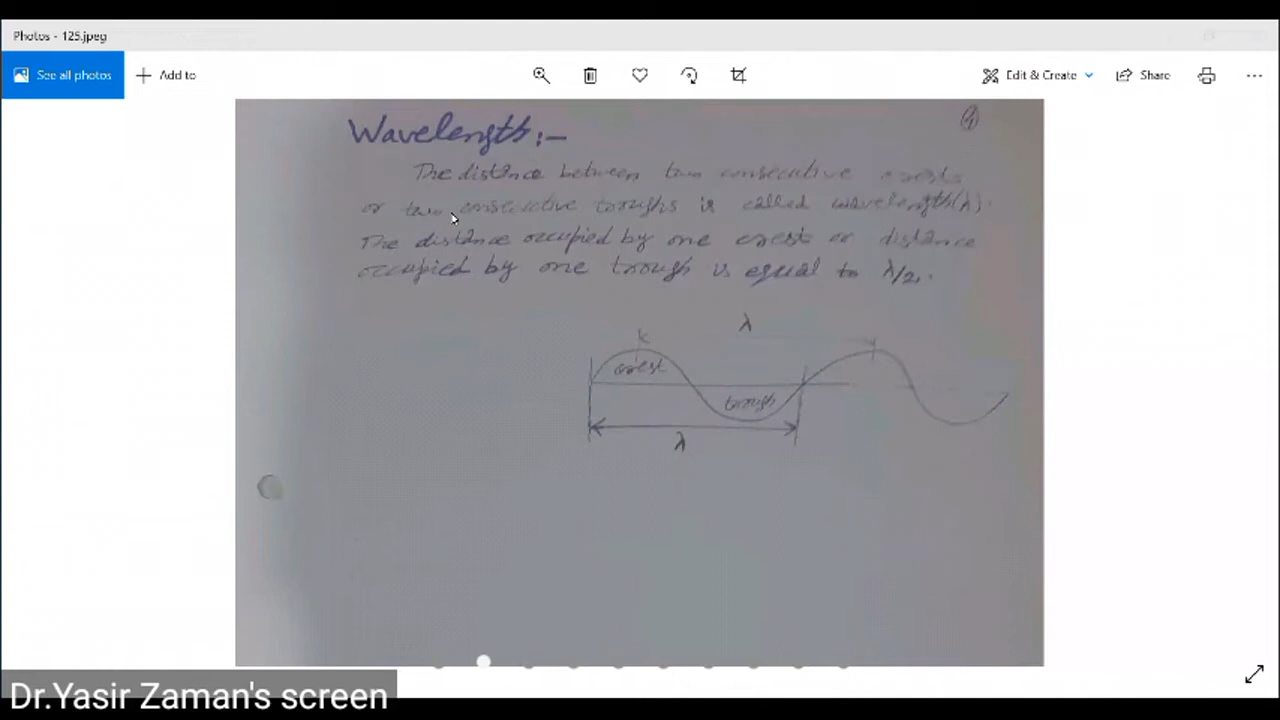 Photos - 125.jpeg
See all photos
Add to
Edit & Create
Share
Wavelength:-
4
The distance between two consecutive crests
or two consecutive troughs is called wavelength(λ).
The distance occupied by one crest or distance
occupied by one trough is equal to λ/2.
λ
crest
trough
λ
Dr.Yasir Zaman's screen